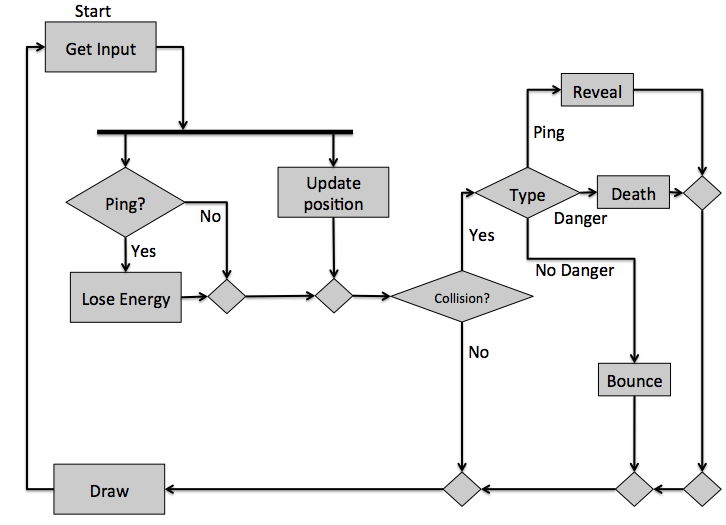 Start
Get Input
Reveal
Ping
Ping?
No
Update
position
Type
Death
Danger
Yes
Yes
No Danger
Lose Energy
Collision?
No
Bounce
Draw